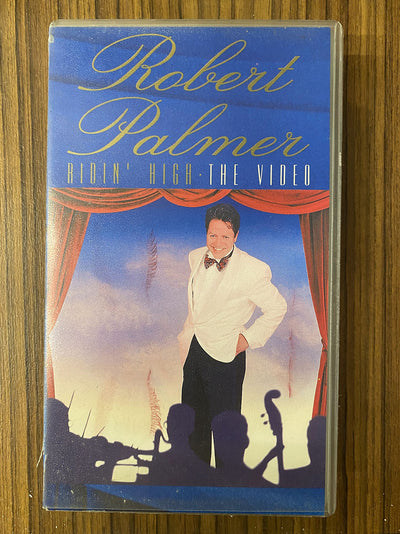 Robert
Palmer
RIDIN' HIGH · THE VIDEO